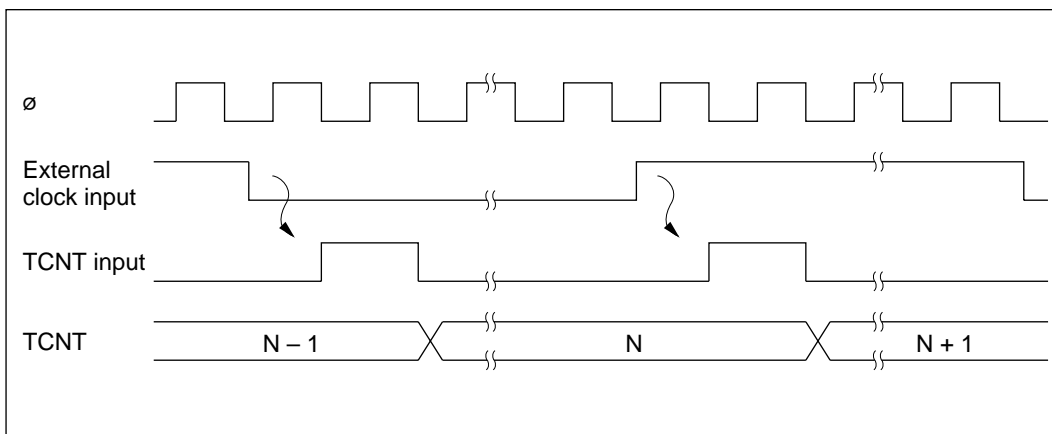 ø
External
clock input
TCNT input
TCNT
N – 1
N
N + 1